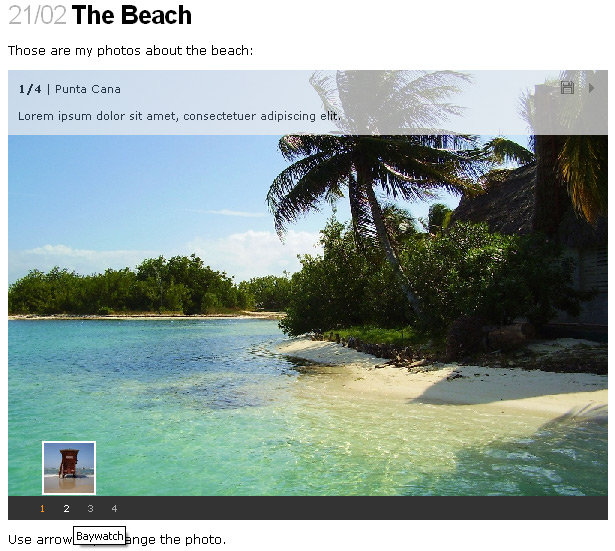 21/02 The Beach
Those are my photos about the beach:
1/4 | Punta Cana
Lorem ipsum dolor sit amet, consectetuer adipiscing elit.
1 2 3 4
Baywatch
Use arrow ange the photo.